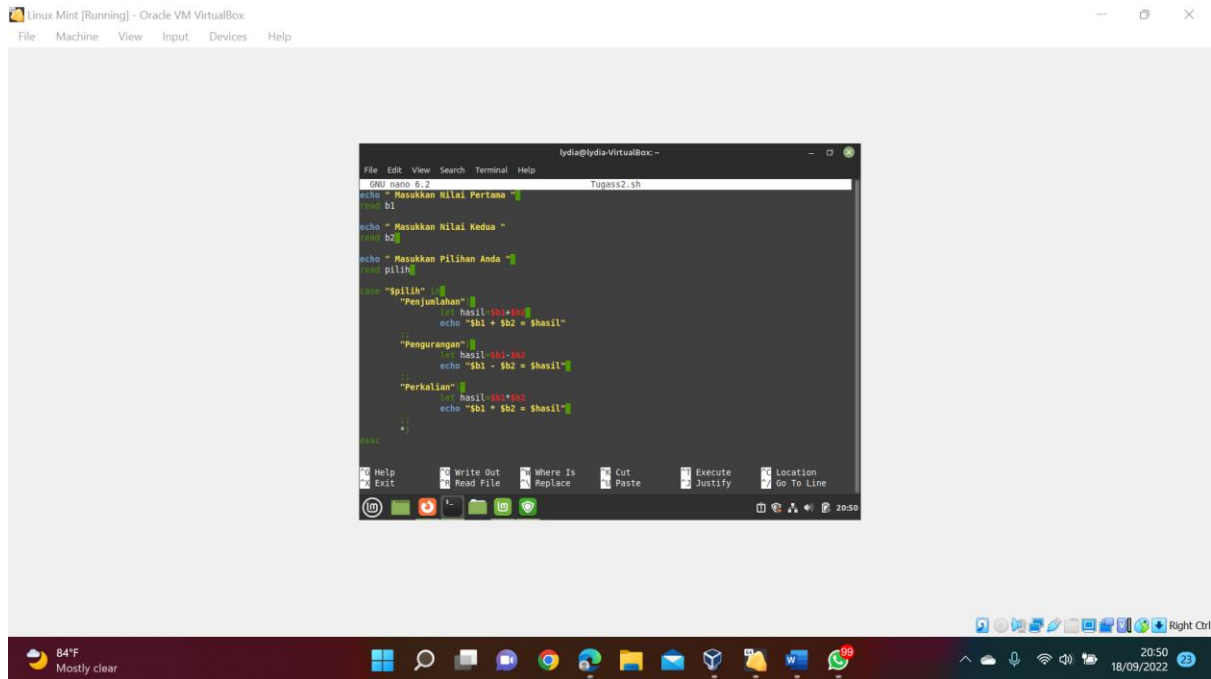 Linux Mint [Running] - Oracle VM VirtualBox
File Machine View Input Devices Help
lydia@lydia-VirtualBox: ~
File Edit View Search Terminal Help
GNU nano 6.2 Tugass2.sh
echo " Masukkan Nilai Pertama "
read b1
echo " Masukkan Nilai Kedua "
read b2
echo " Masukkan Pilihan Anda "
read pilih
case "$pilih" in
"Penjumlahan")
let hasil=$b1+$b2
echo "$b1 + $b2 = $hasil"
;;
"Pengurangan")
let hasil=$b1-$b2
echo "$b1 - $b2 = $hasil"
;;
"Perkalian")
let hasil=$b1*$b2
echo "$b1 * $b2 = $hasil"
;;
*)
esac
^G Help ^O Write Out ^W Where Is ^K Cut ^T Execute ^C Location
^X Exit ^R Read File ^\ Replace ^U Paste ^J Justify ^/ Go To Line
20:50
Right Ctrl
84°F
Mostly clear
99
20:50
18/09/2022
23